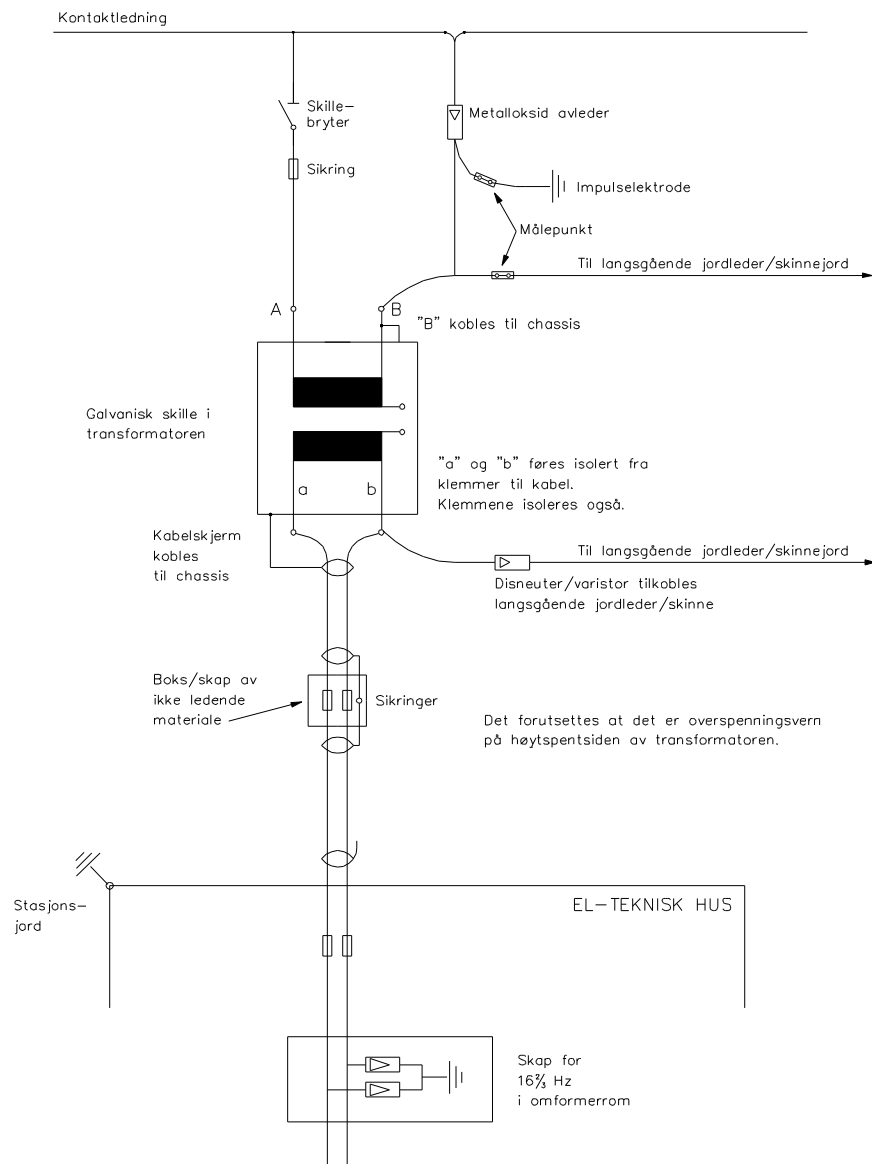 Kontaktledning
Skille-
bryter
Metalloksid avleder
Sikring
Impulselektrode
Målepunkt
Til langsgående jordleder/skinnejord
A
B
"B" kobles til chassis
Galvanisk skille i
transformatoren
"a" og "b" føres isolert fra
klemmer til kabel.
Klemmene isoleres også.
a
b
Kabelskjerm
kobles
til chassis
Til langsgående jordleder/skinnejord
Disneuter/varistor tilkobles
langsgående jordleder/skinne
Boks/skap av
ikke ledende
materiale
Sikringer
Det forutsettes at det er overspenningsvern
på høytspentsiden av transformatoren.
Stasjons-
jord
EL-TEKNISK HUS
Skap for
16⅔ Hz
i omformerrom